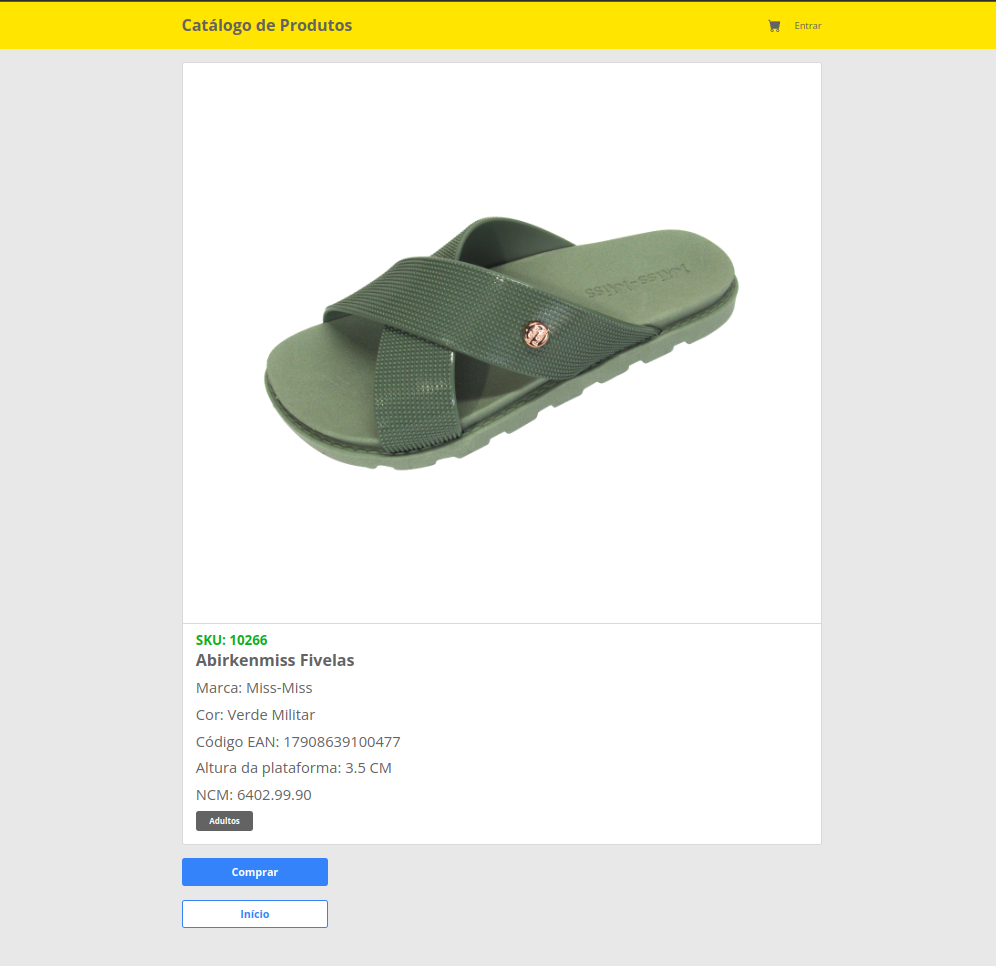 Catálogo de Produtos
Entrar
Miss-Miss
SKU: 10266
Abirkenmiss Fivelas
Marca: Miss-Miss
Cor: Verde Militar
Código EAN: 17908639100477
Altura da plataforma: 3.5 CM
NCM: 6402.99.90
Adultos
Comprar
Início